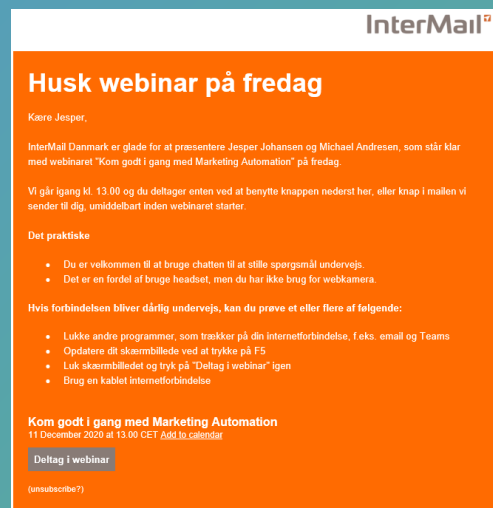 InterMail
Husk webinar på fredag
Kære Jesper,
InterMail Danmark er glade for at præsentere Jesper Johansen og Michael Andresen, som står klar
med webinaret "Kom godt i gang med Marketing Automation" på fredag.
Vi går igang kl. 13.00 og du deltager enten ved at benytte knappen nederst her, eller knap i mailen vi
sender til dig, umiddelbart inden webinaret starter.
Det praktiske
• Du er velkommen til at bruge chatten til at stille spørgsmål undervejs.
• Det er en fordel af bruge headset, men du har ikke brug for webkamera.
Hvis forbindelsen bliver dårlig undervejs, kan du prøve et eller flere af følgende:
• Lukke andre programmer, som trækker på din internetforbindelse, f.eks. email og Teams
• Opdatere dit skærmbillede ved at trykke på F5
• Luk skærmbilledet og tryk på "Deltag i webinar" igen
• Brug en kablet internetforbindelse
Kom godt i gang med Marketing Automation
11 December 2020 at 13.00 CET Add to calendar
Deltag i webinar
(unsubscribe?)